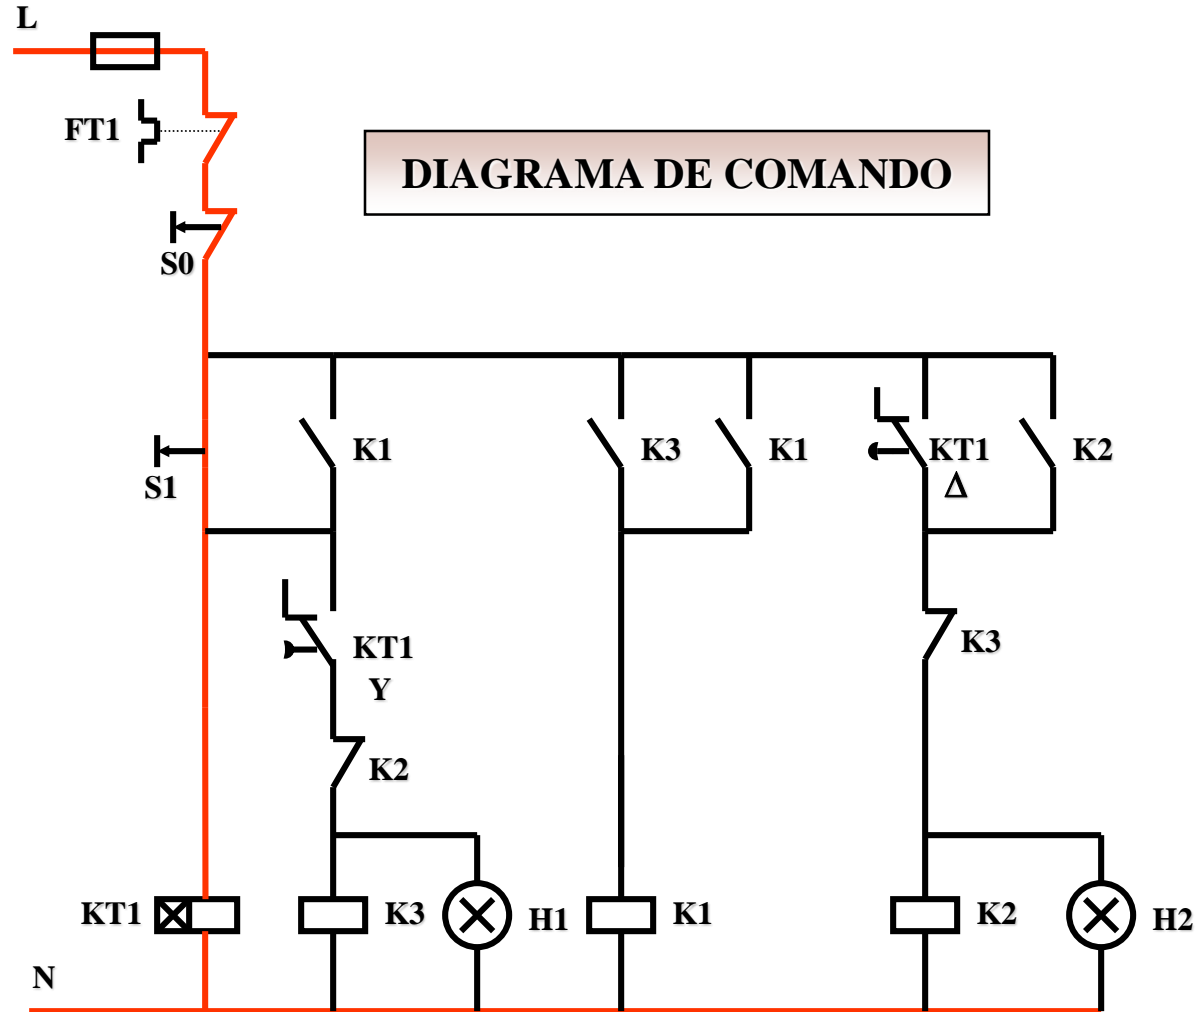 L
FT1
DIAGRAMA DE COMANDO
S0
K1
K3
K1
KT1
K2
S1
Δ
KT1
K3
Y
K2
KT1
K3
H1
K1
K2
H2
N